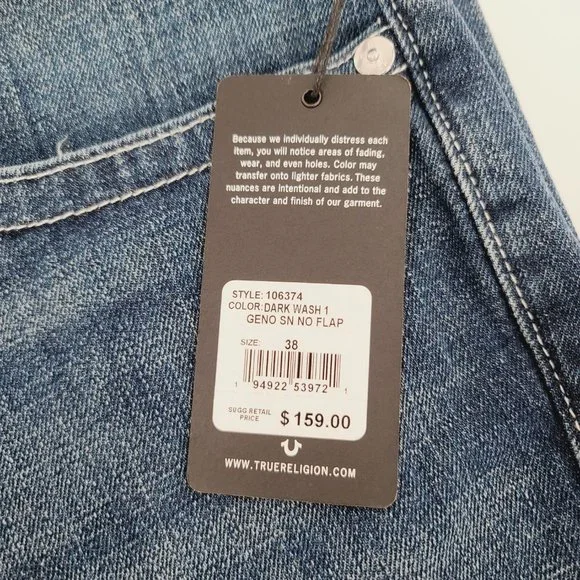 Because we individually distress each
item, you will notice areas of fading,
wear, and even holes. Color may
transfer onto lighter fabrics. These
nuances are intentional and add to the
character and finish of our garment.
STYLE: 106374
COLOR: DARK WASH 1
GENO SN NO FLAP
SIZE: 38
1 94922 53972 1
SUGG RETAIL
PRICE $159.00
WWW.TRUERELIGION.COM